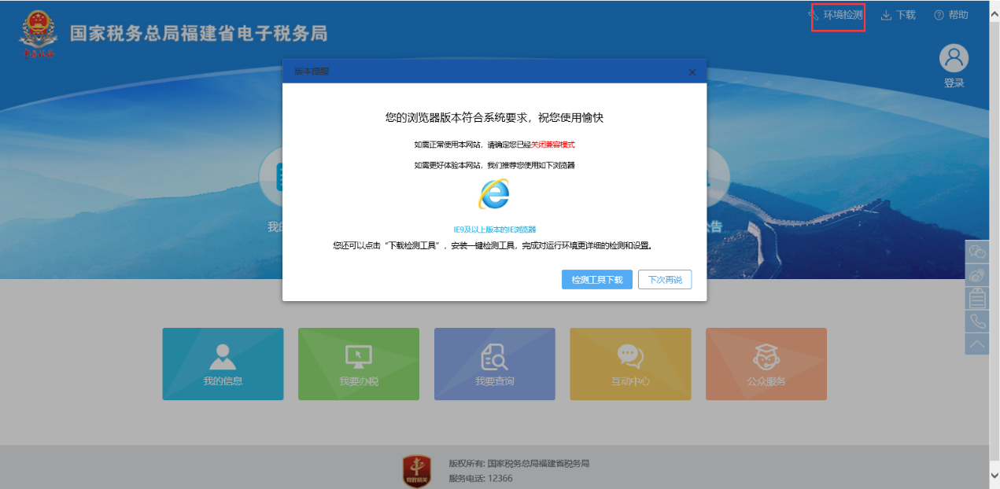 环境检测 下载 帮助
国家税务总局福建省电子税务局
登录
版本提醒
您的浏览器版本符合系统要求，祝您使用愉快
如需正常使用本网站，请确定您已经关闭兼容模式
如需更好体验本网站，我们推荐您使用如下浏览器
我的
公告
IE9及以上版本的IE浏览器
您还可以点击“下载检测工具”，安装一键检测工具，完成对运行环境更详细的检测和设置。
检测工具下载 下次再说
我的信息 我要办税 我要查询 互动中心 公众服务
版权所有: 国家税务总局福建省税务局
服务电话: 12366
党政机关